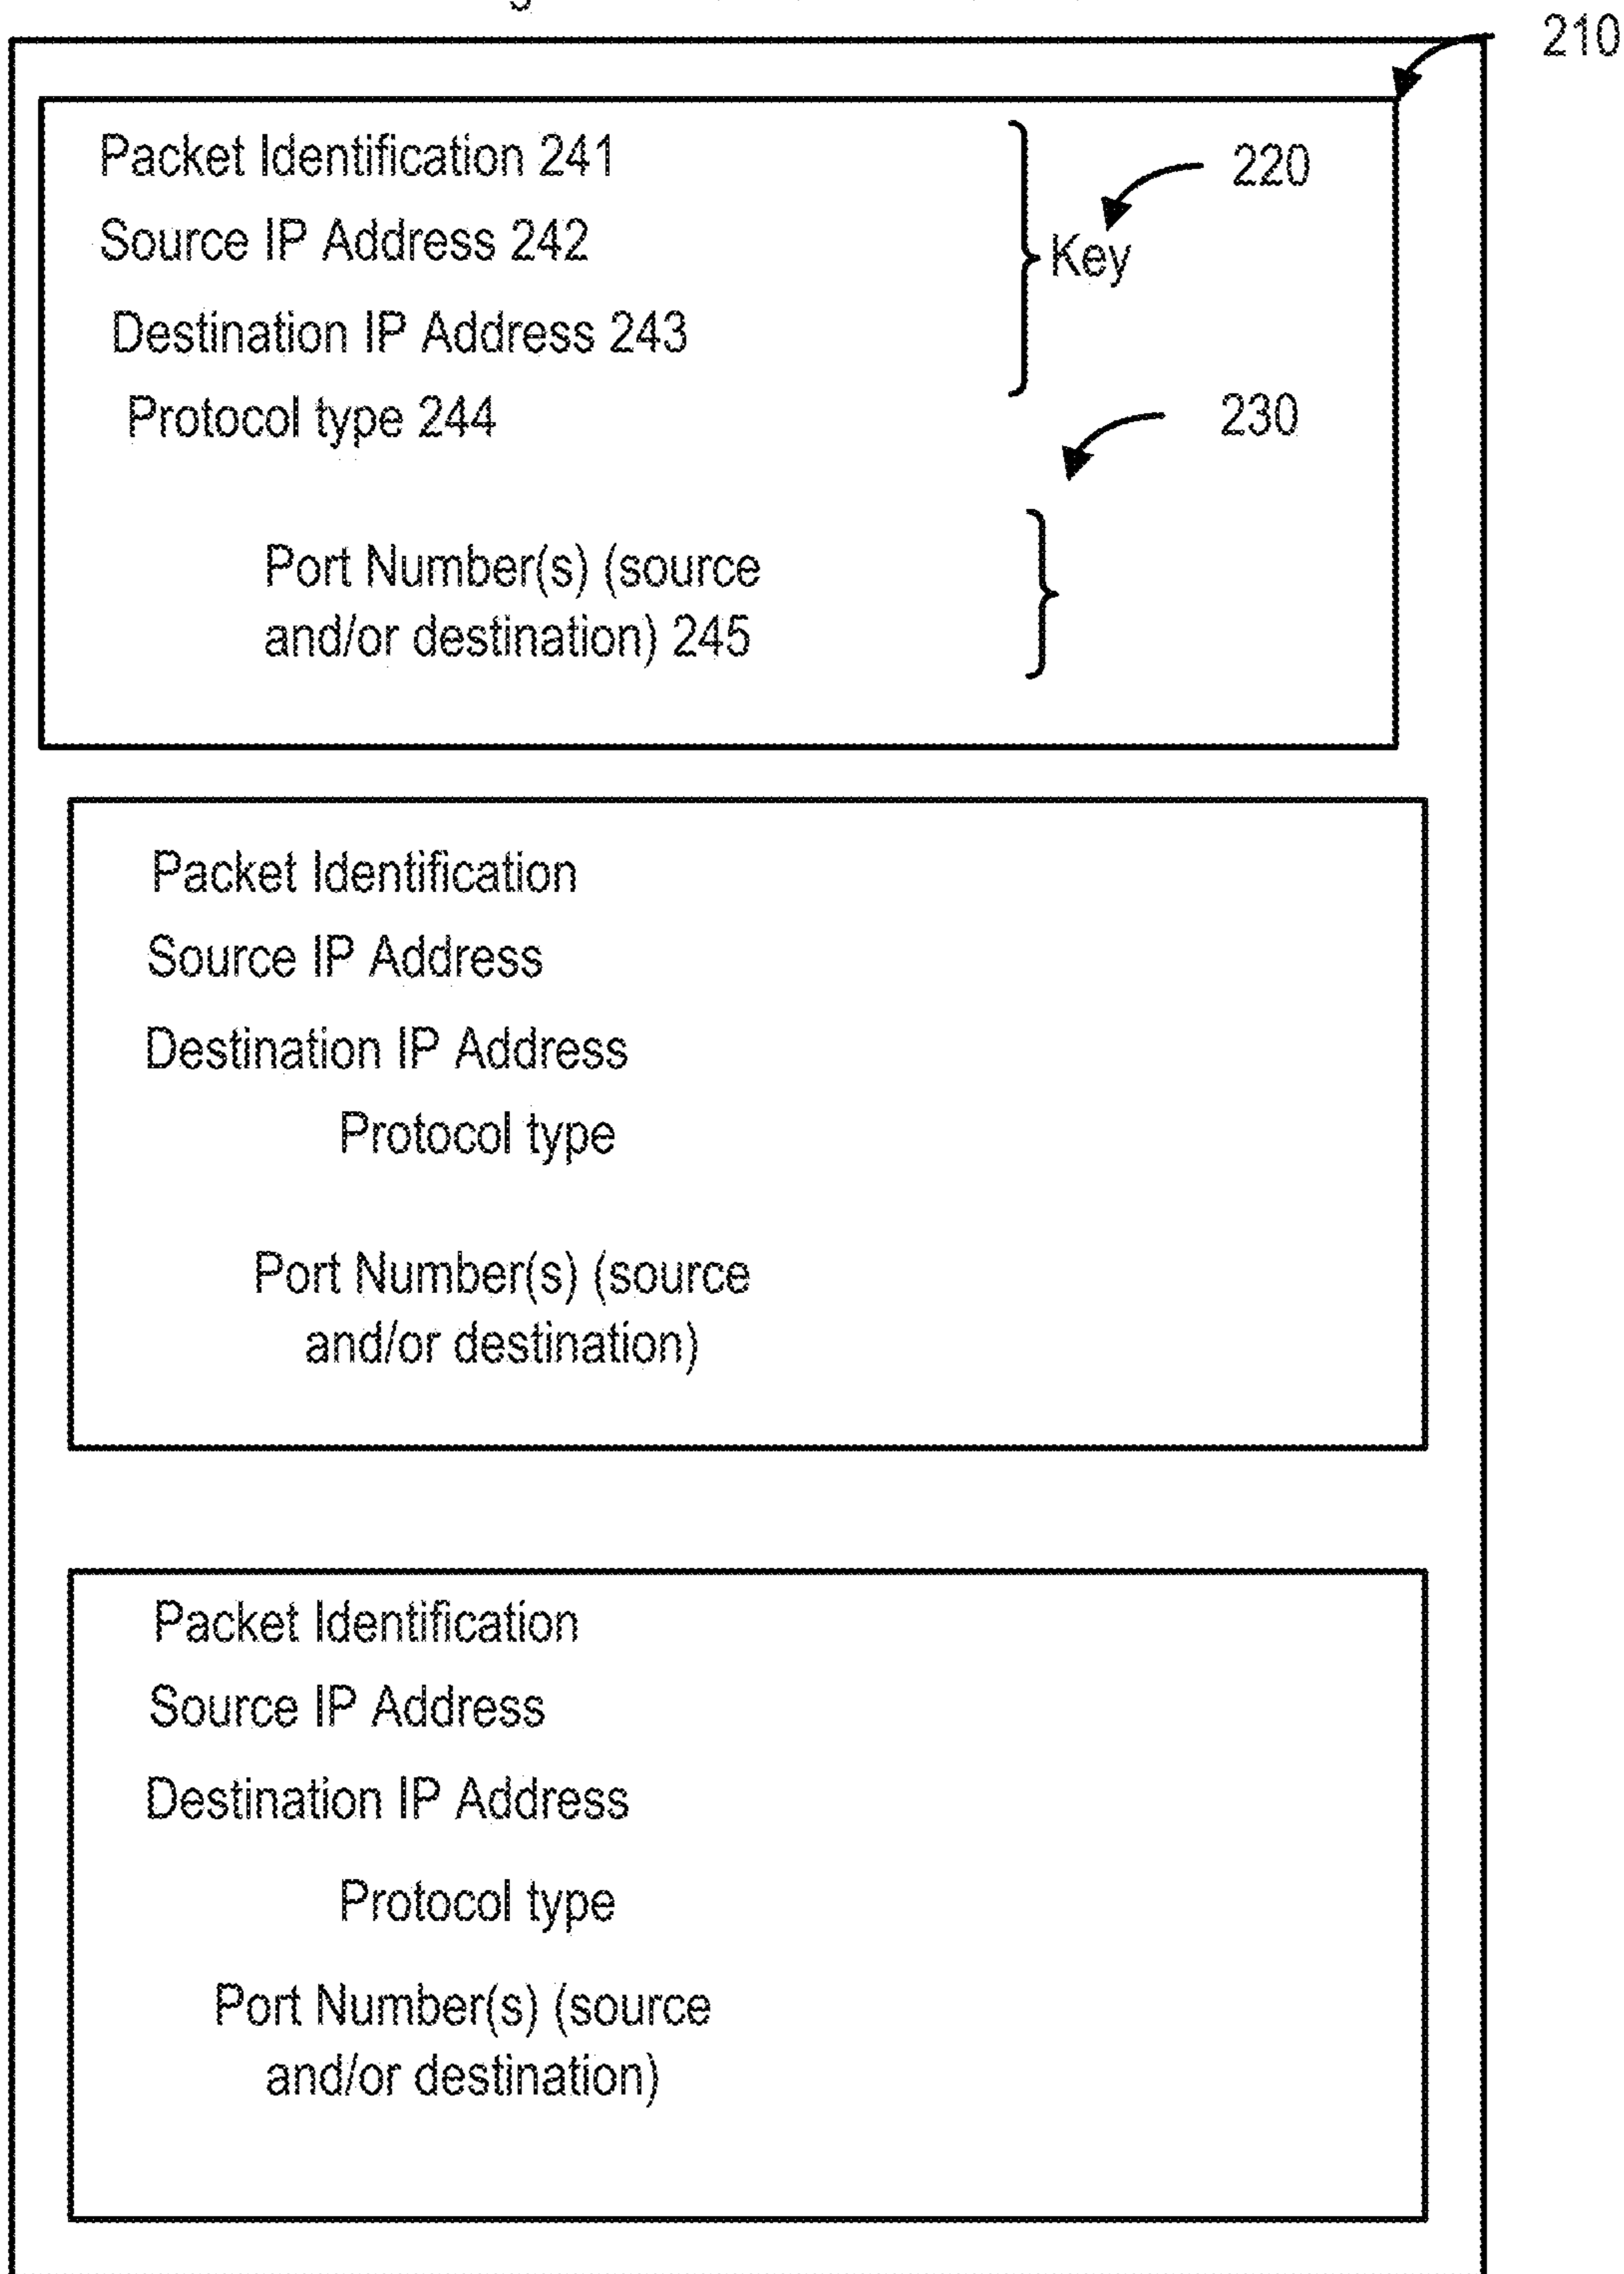 210
Packet Identification 241
220
Source IP Address 242
Key
Destination IP Address 243
Protocol type 244
230
Port Number(s) (source
and/or destination) 245
Packet Identification
Source IP Address
Destination IP Address
Protocol type
Port Number(s) (source
and/or destination)
Packet Identification
Source IP Address
Destination IP Address
Protocol type
Port Number(s) (source
and/or destination)